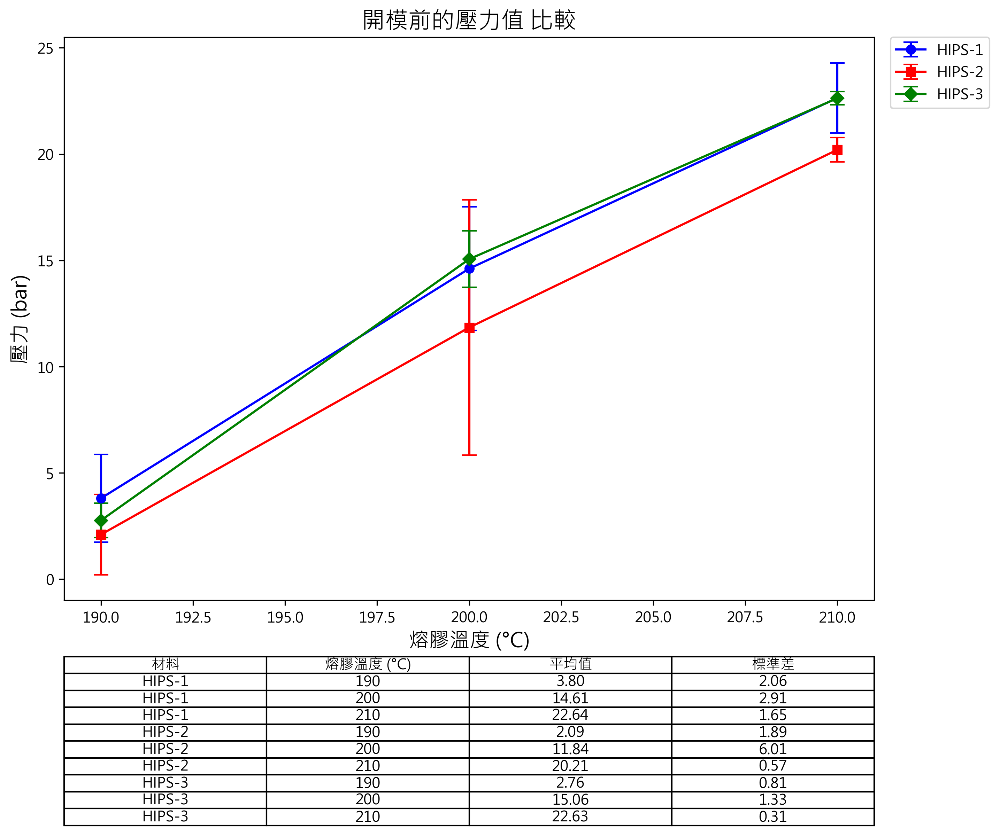 開模前的壓力值 比較
25
20
15
10
5
0
壓力 (bar)
HIPS-1
HIPS-2
HIPS-3
190.0 192.5 195.0 197.5 200.0 202.5 205.0 207.5 210.0
熔膠溫度 (°C)
材料 熔膠溫度 (°C) 平均值 標準差
HIPS-1 190 3.80 2.06
HIPS-1 200 14.61 2.91
HIPS-1 210 22.64 1.65
HIPS-2 190 2.09 1.89
HIPS-2 200 11.84 6.01
HIPS-2 210 20.21 0.57
HIPS-3 190 2.76 0.81
HIPS-3 200 15.06 1.33
HIPS-3 210 22.63 0.31